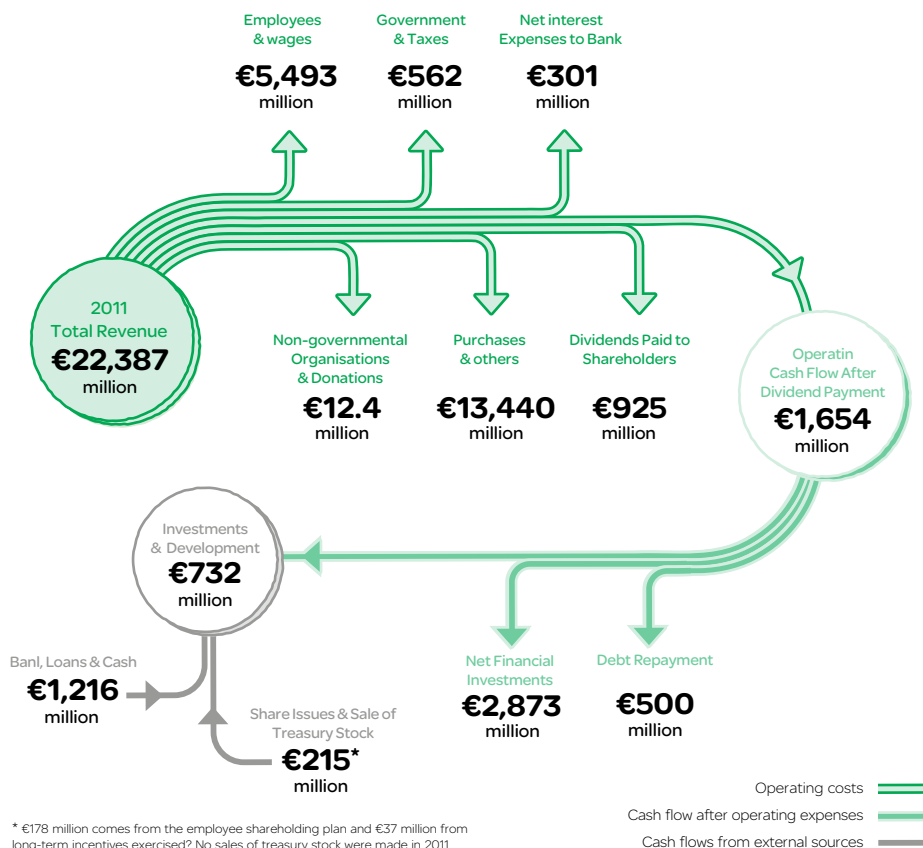 Employees
& wages
€5,493
million
Government
& Taxes
€562
million
Net interest
Expenses to Bank
€301
million
2011
Total Revenue
€22,387
million
Non-governmental
Organisations
& Donations
€12.4
million
Purchases
& others
€13,440
million
Dividends Paid to
Shareholders
€925
million
Operatin
Cash Flow After
Dividend Payment
€1,654
million
Investments
& Development
€732
million
Banl, Loans & Cash
€1,216
million
Share Issues & Sale of
Treasury Stock
€215*
million
Net Financial
Investments
€2,873
million
Debt Repayment
€500
million
Operating costs
Cash flow after operating expenses
Cash flows from external sources
* €178 million comes from the employee shareholding plan and €37 million from
long-term incentives exercised? No sales of treasury stock were made in 2011